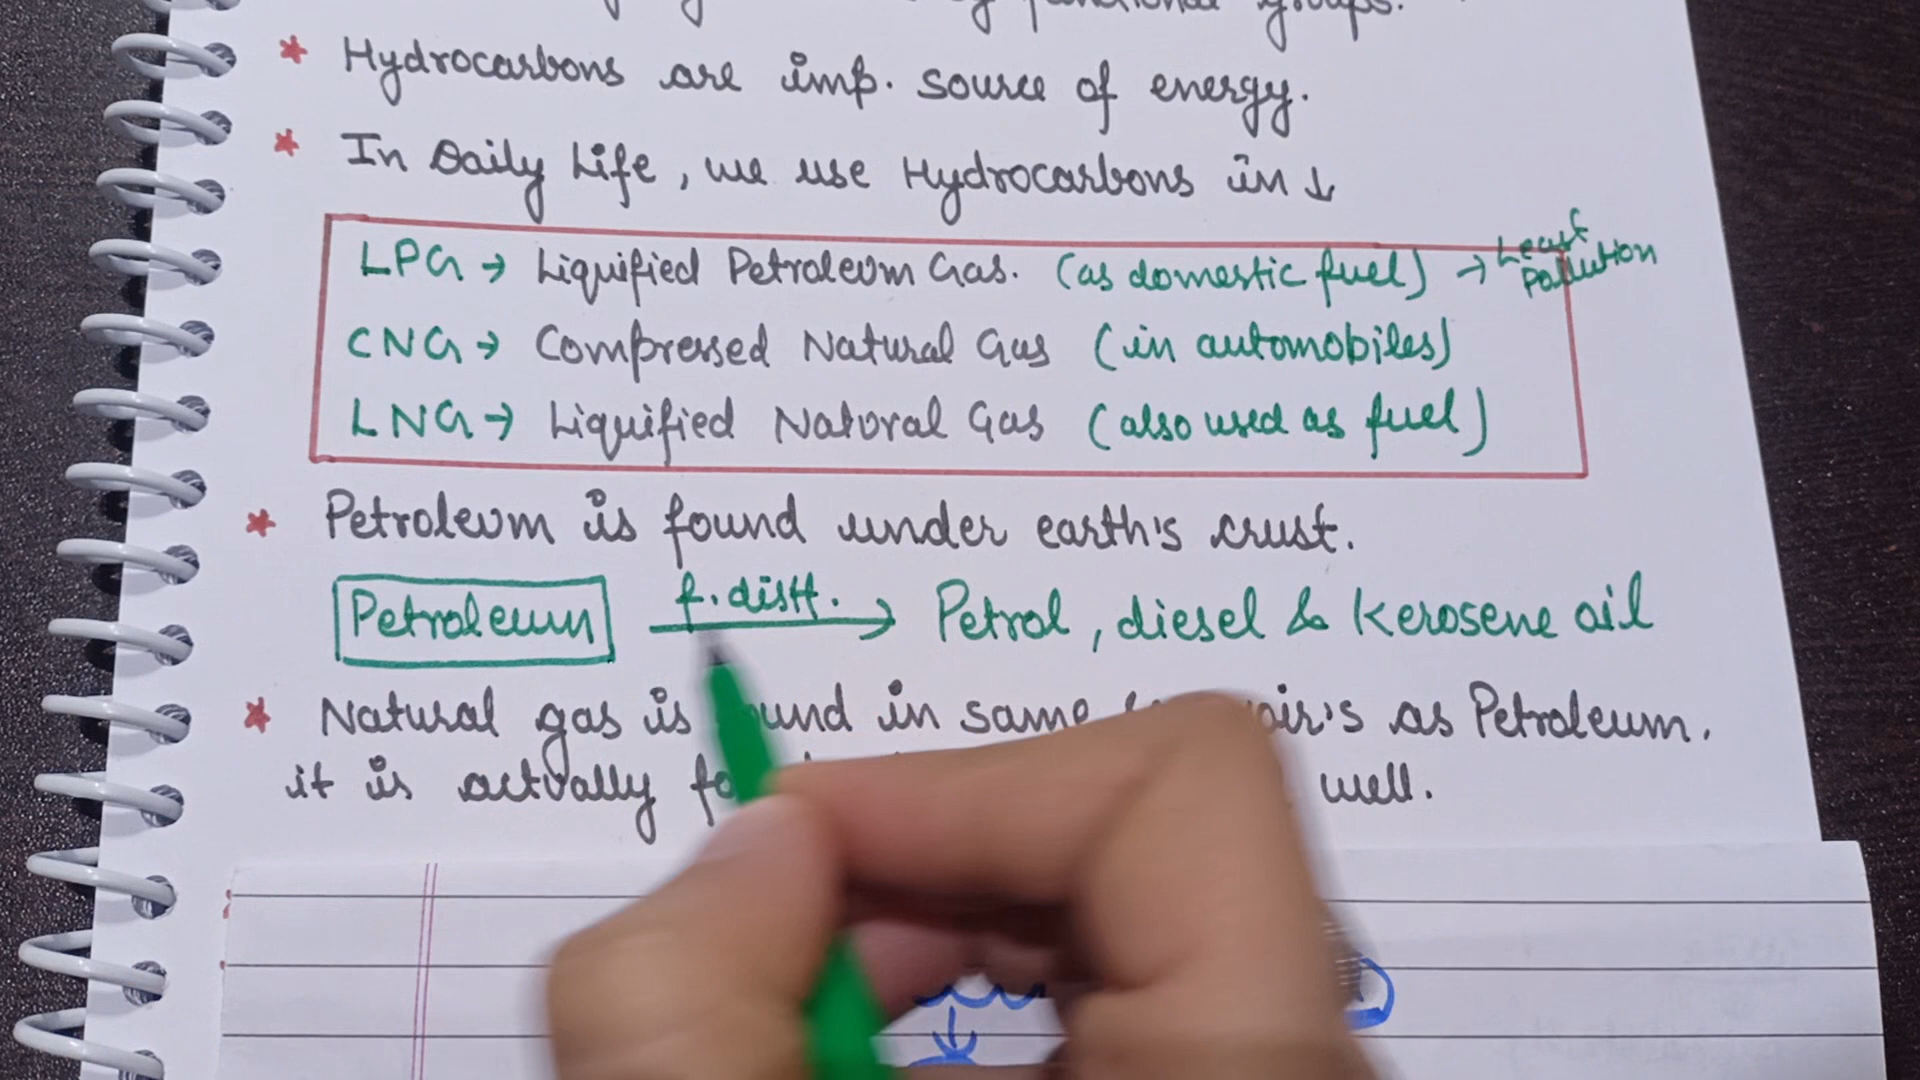 functional groups.
* Hydrocarbons are imp. source of energy.
* In Daily Life, we use Hydrocarbons in ↓
LPG → Liquified Petroleum Gas. (as domestic fuel) → Least Pollution
CNG → Compressed Natural Gas (in automobiles)
LNG → Liquified Natural Gas (also used as fuel)
* Petroleum is found under earth's crust.
Petroleum f. distt. → Petrol, diesel & Kerosene oil
* Natural gas is found in same as Petroleum.
it is actually well.